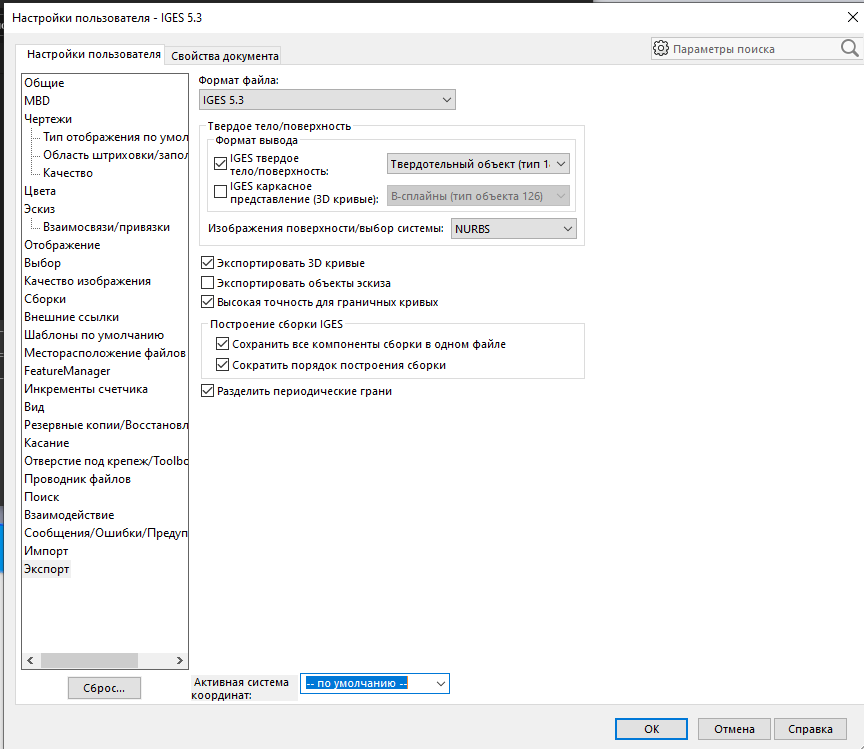 Настройки пользователя - IGES 5.3
Настройки пользователя
Свойства документа
Параметры поиска
Общие
MBD
Чертежи
Тип отображения по умол
Область штриховки/запол
Качество
Цвета
Эскиз
Взаимосвязи/привязки
Отображение
Выбор
Качество изображения
Сборки
Внешние ссылки
Шаблоны по умолчанию
Месторасположение файлов
FeatureManager
Инкременты счетчика
Вид
Резервные копии/Восстановл
Касание
Отверстие под крепеж/Toolbo
Проводник файлов
Поиск
Взаимодействие
Сообщения/Ошибки/Предуп
Импорт
Экспорт
Сброс...
Формат файла:
IGES 5.3
Твердое тело/поверхность
Формат вывода
IGES твердое
тело/поверхность:
Твердотельный объект (тип 1
IGES каркасное
представление (3D кривые):
В-сплайны (тип объекта 126)
Изображения поверхности/выбор системы:
NURBS
Экспортировать 3D кривые
Экспортировать объекты эскиза
Высокая точность для граничных кривых
Построение сборки IGES
Сохранить все компоненты сборки в одном файле
Сократить порядок построения сборки
Разделить периодические грани
Активная система
координат:
-- по умолчанию --
OK
Отмена
Справка